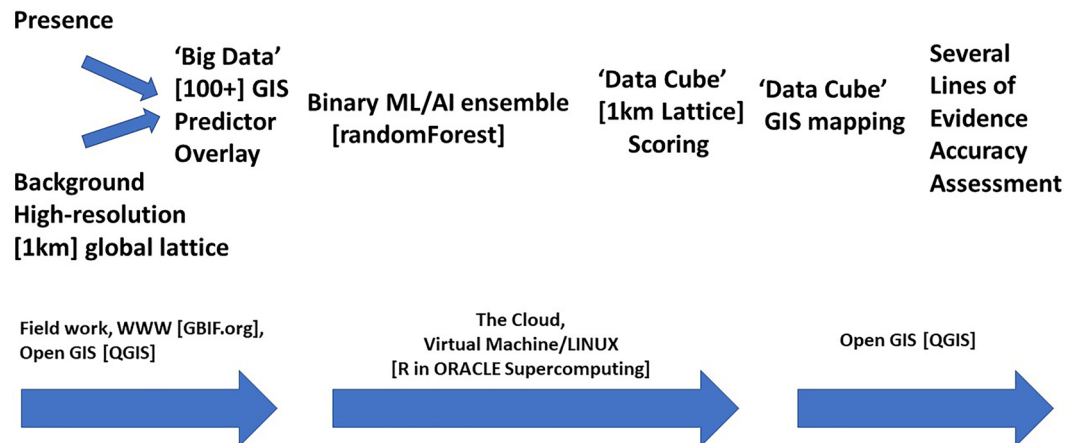 Presence
‘Big Data’
[100+] GIS
Predictor
Overlay
Background
High-resolution
[1km] global lattice
Binary ML/AI ensemble
[randomForest]
‘Data Cube’
[1km Lattice]
Scoring
‘Data Cube’
GIS mapping
Several
Lines of
Evidence
Accuracy
Assessment
Field work, WWW [GBIF.org],
Open GIS [QGIS]
The Cloud,
Virtual Machine/LINUX
[R in ORACLE Supercomputing]
Open GIS [QGIS]